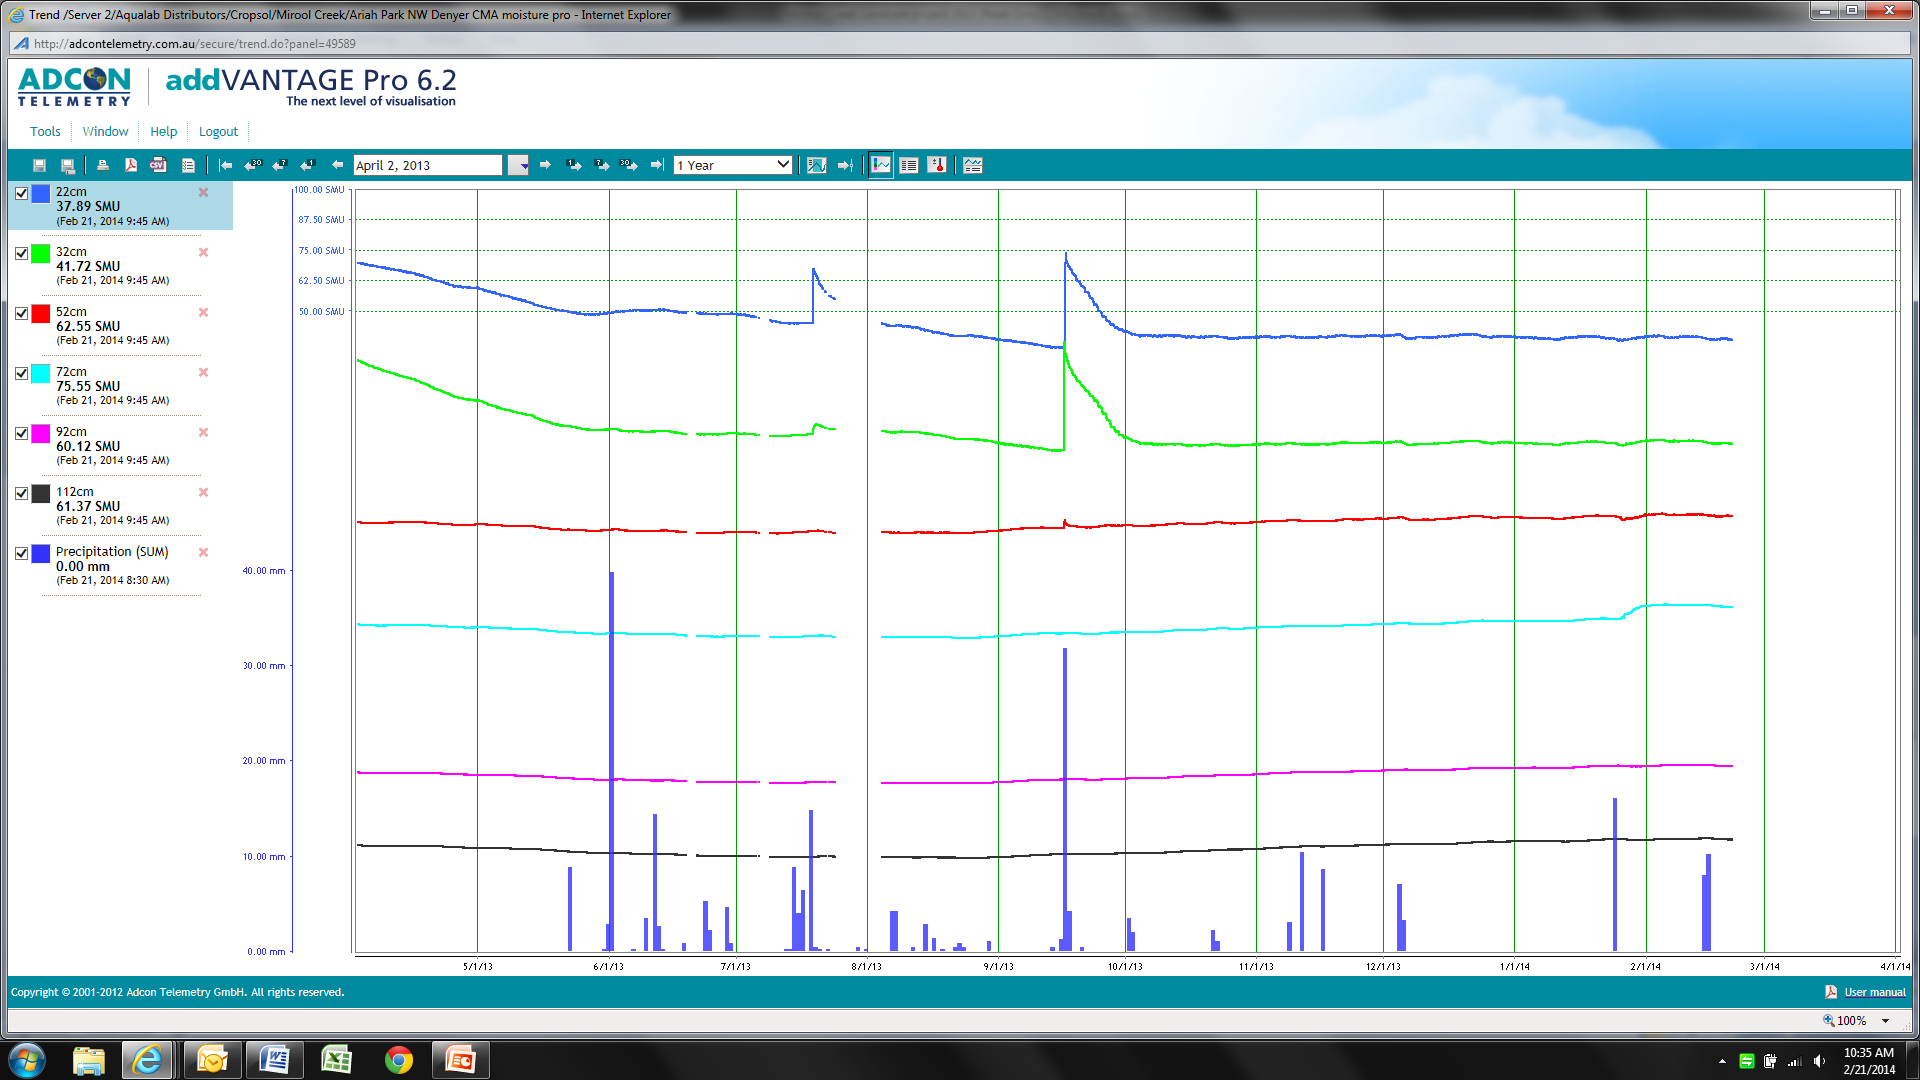 Trend /Server 2/Aqualab Distributors/Cropsol/Mirool Creek/Ariah Park NW Denyer CMA moisture pro - Internet Explorer
http://adcontelemetry.com.au/secure/trend.do?panel=49589
ADCON TELEMETRY
addVANTAGE Pro 6.2
The next level of visualisation
Tools Window Help Logout
CSV 30 7 1 April 2, 2013 1 7 30 1 Year
22cm
37.89 SMU
(Feb 21, 2014 9:45 AM)
32cm
41.72 SMU
(Feb 21, 2014 9:45 AM)
52cm
62.55 SMU
(Feb 21, 2014 9:45 AM)
72cm
75.55 SMU
(Feb 21, 2014 9:45 AM)
92cm
60.12 SMU
(Feb 21, 2014 9:45 AM)
112cm
61.37 SMU
(Feb 21, 2014 9:45 AM)
Precipitation (SUM)
0.00 mm
(Feb 21, 2014 8:30 AM)
100.00 SMU
87.50 SMU
75.00 SMU
62.50 SMU
50.00 SMU
40.00 mm
30.00 mm
20.00 mm
10.00 mm
0.00 mm
5/1/13 6/1/13 7/1/13 8/1/13 9/1/13 10/1/13 11/1/13 12/1/13 1/1/14 2/1/14 3/1/14 4/1/14
Copyright © 2001-2012 Adcon Telemetry GmbH. All rights reserved.
User manual
100%
10:35 AM
2/21/2014